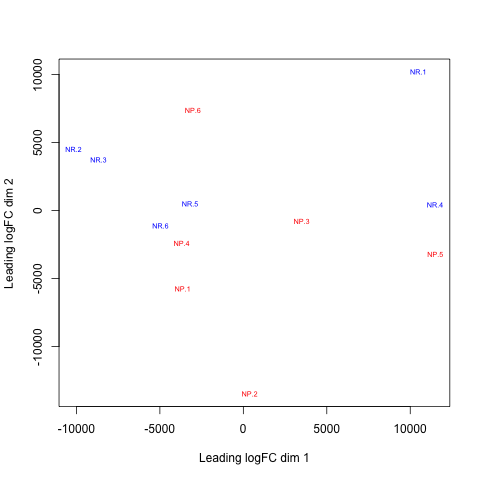 NR.1
NP.6
NR.2
NR.3
NR.5
NR.4
NR.6
NP.3
NP.4
NP.5
NP.1
NP.2
10000
5000
0
-5000
-10000
Leading logFC dim 2
-10000 -5000 0 5000 10000
Leading logFC dim 1